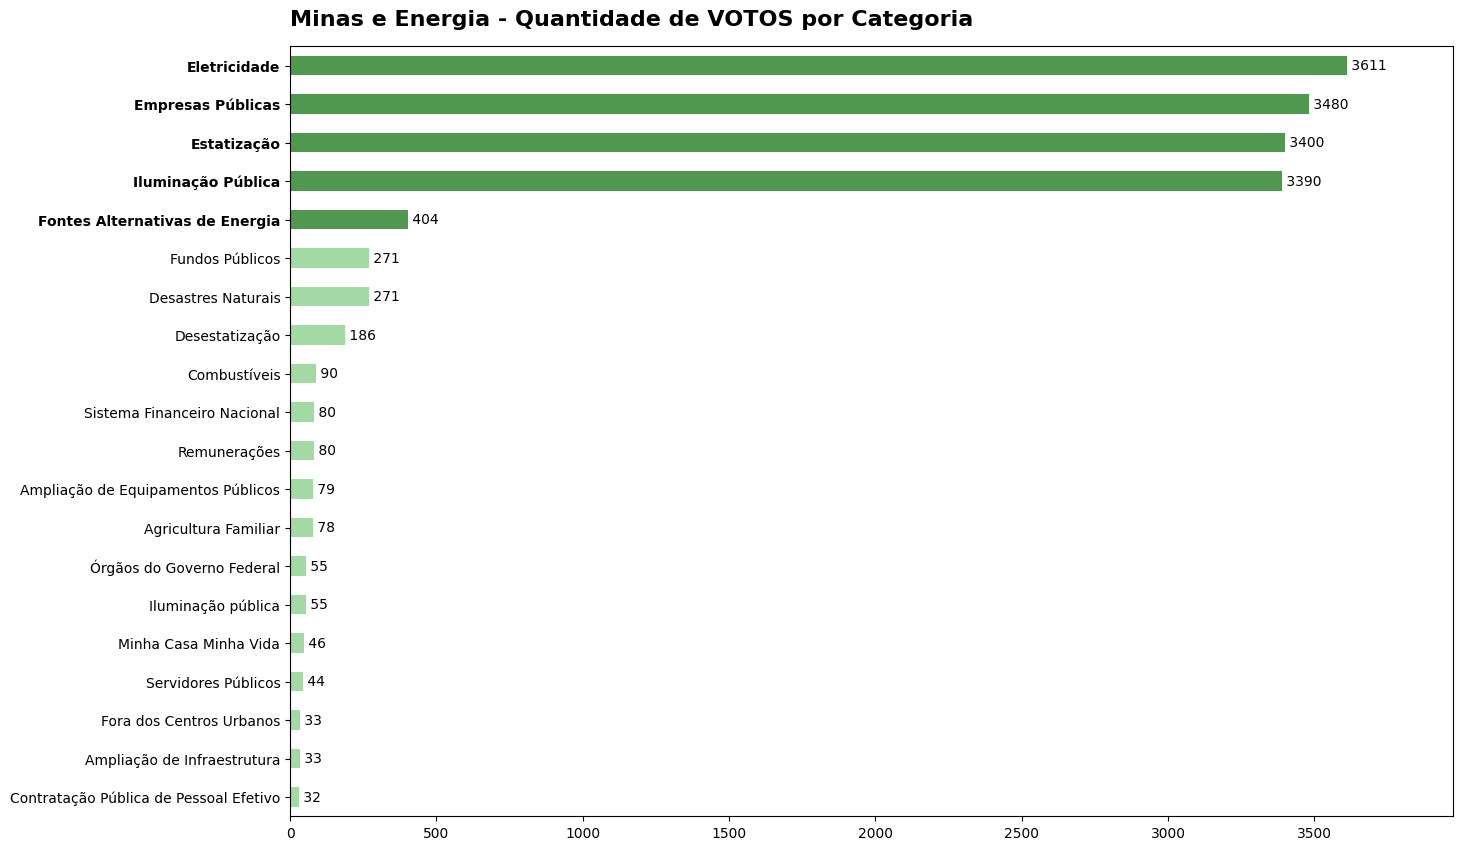 Minas e Energia - Quantidade de VOTOS por Categoria
Eletricidade 3611
Empresas Públicas 3480
Estatização 3400
Iluminação Pública 3390
Fontes Alternativas de Energia 404
Fundos Públicos 271
Desastres Naturais 271
Desestatização 186
Combustíveis 90
Sistema Financeiro Nacional 80
Remunerações 80
Ampliação de Equipamentos Públicos 79
Agricultura Familiar 78
Órgãos do Governo Federal 55
Iluminação pública 55
Minha Casa Minha Vida 46
Servidores Públicos 44
Fora dos Centros Urbanos 33
Ampliação de Infraestrutura 33
Contratação Pública de Pessoal Efetivo 32
0 500 1000 1500 2000 2500 3000 3500